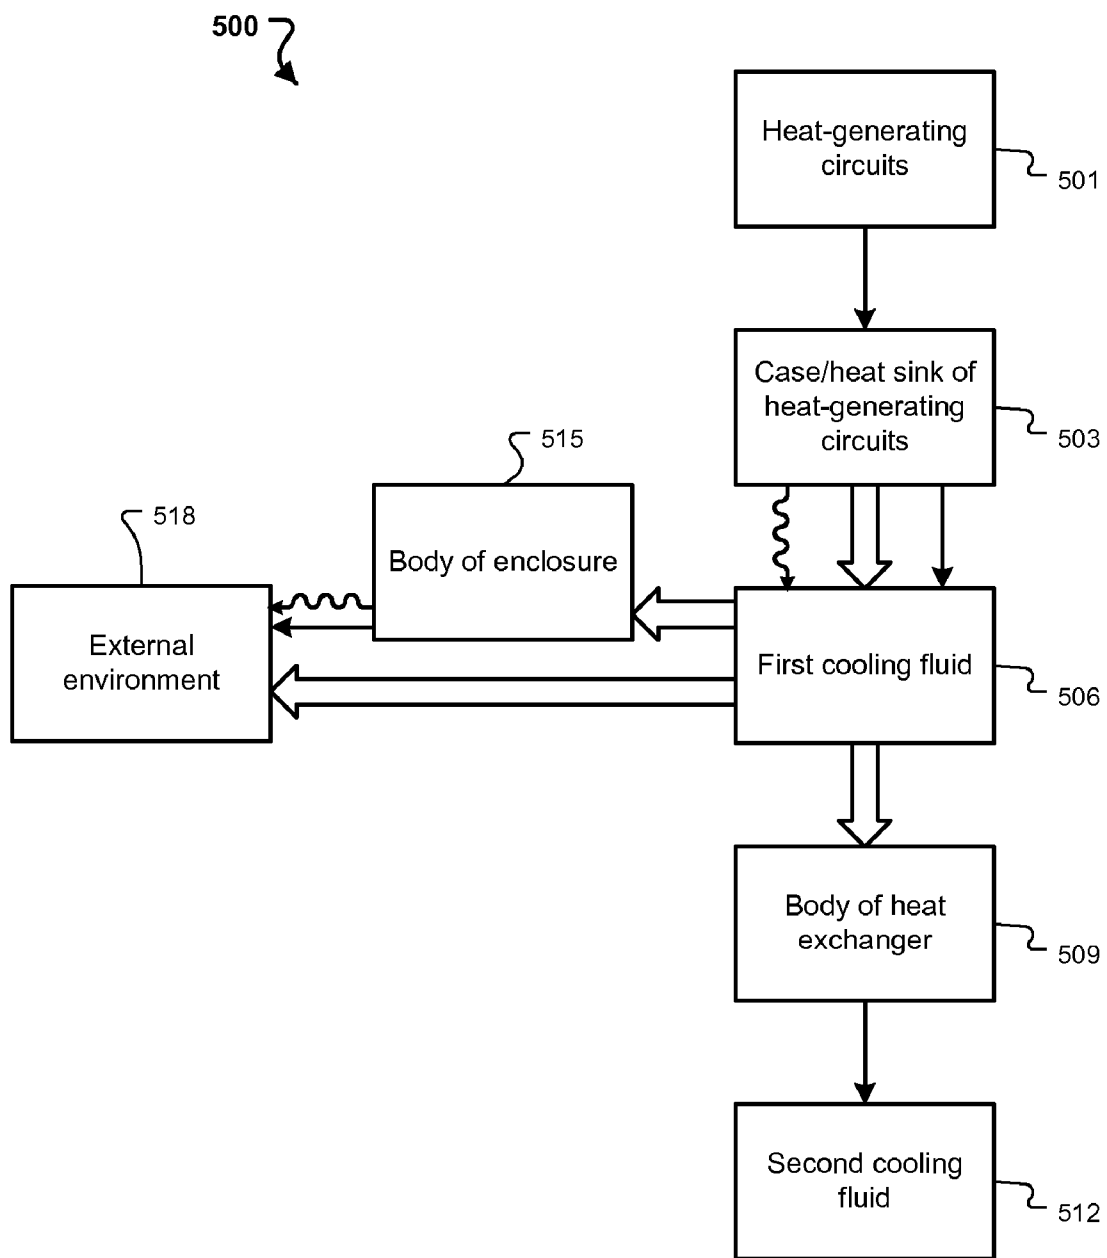 500
Heat-generating
circuits
501
Case/heat sink of
heat-generating
circuits
503
515
Body of enclosure
518
External
environment
First cooling fluid
506
Body of heat
exchanger
509
Second cooling
fluid
512